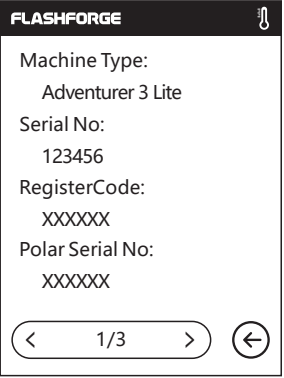 FLASHFORGE
Machine Type:
Adventurer 3 Lite
Serial No:
123456
RegisterCode:
XXXXXX
Polar Serial No:
XXXXXX
< 1/3 >